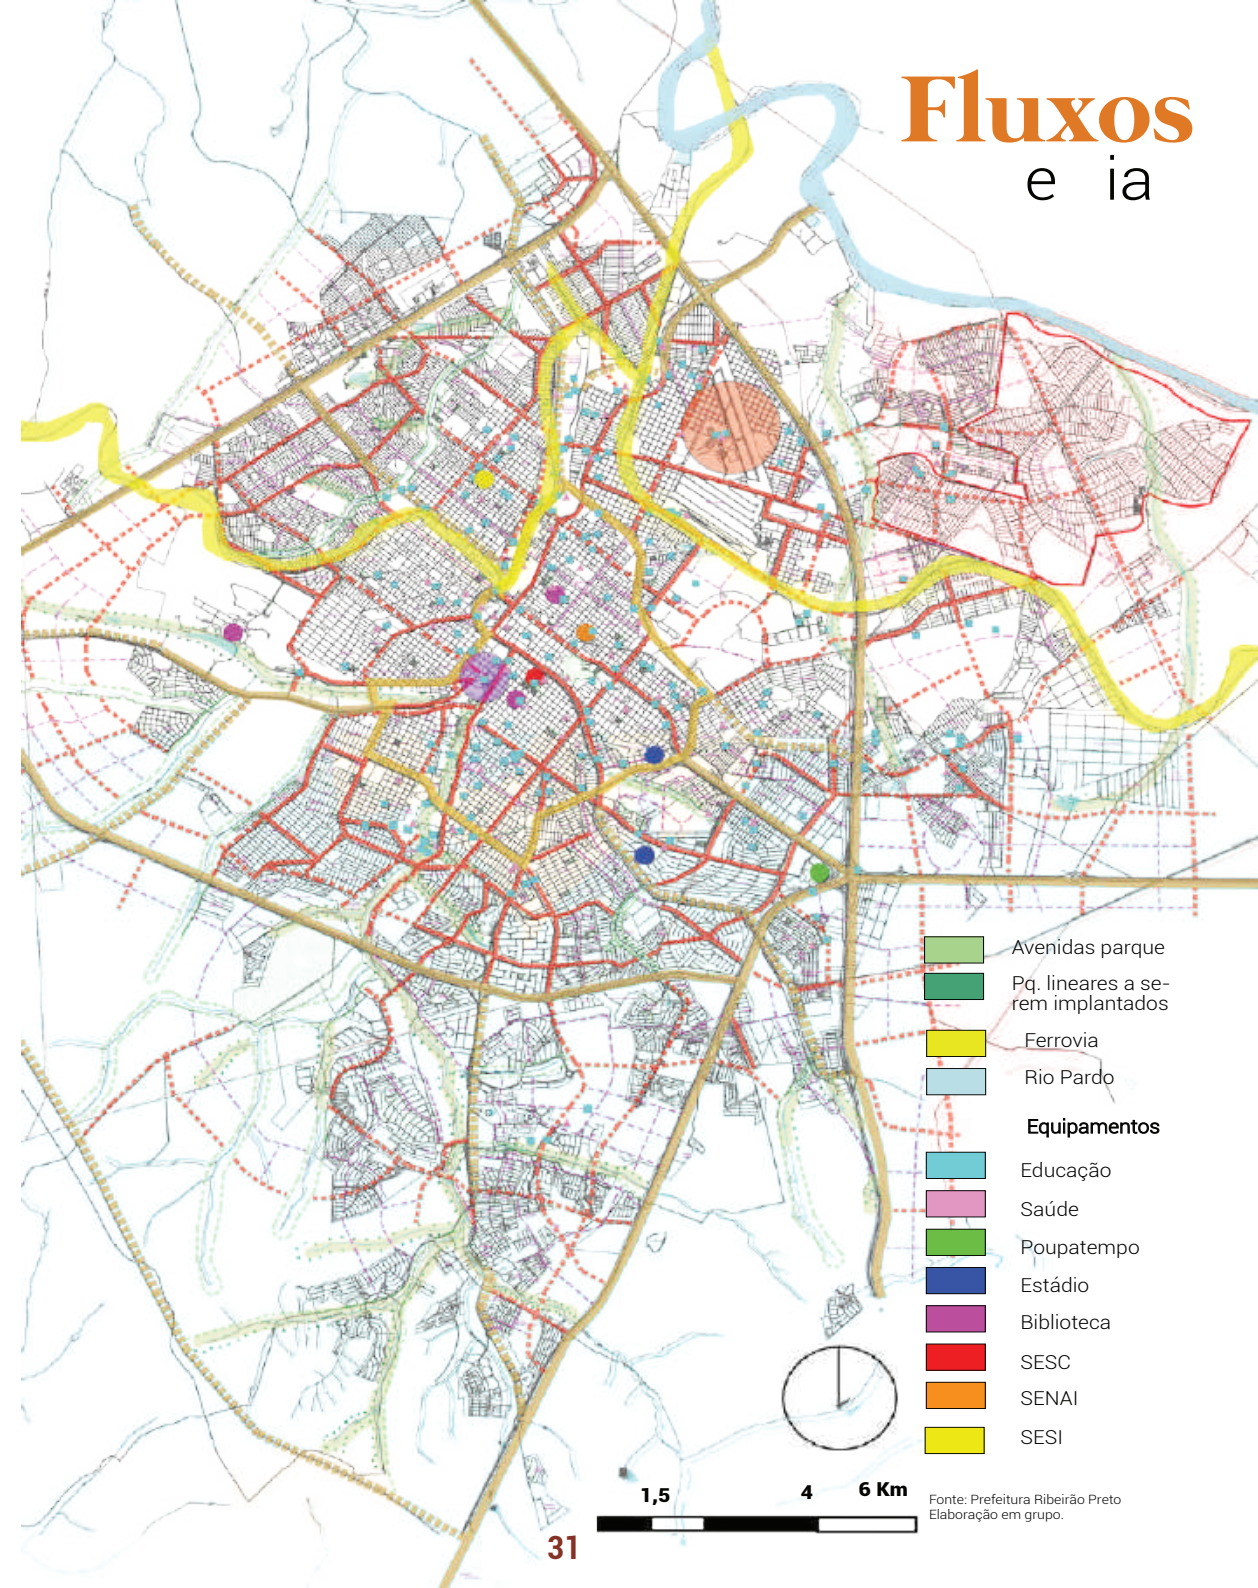 Fluxos
e ia
Avenidas parque
Pq. lineares a se-
rem implantados
Ferrovia
Rio Pardo
Equipamentos
Educação
Saúde
Poupatempo
Estádio
Biblioteca
SESC
SENAI
SESI
1,5 4 6 Km
Fonte: Prefeitura Ribeirão Preto
Elaboração em grupo.
31